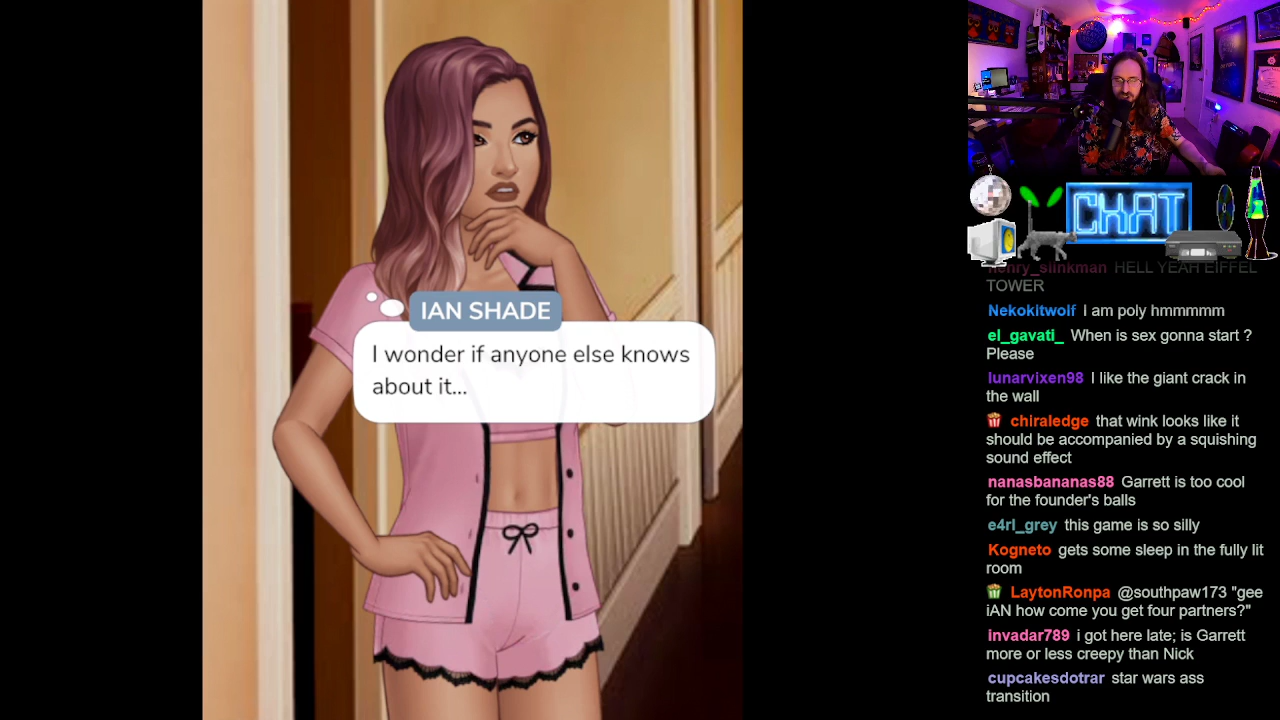 IAN SHADE
I wonder if anyone else knows
about it...
CHAT
henry_slinkman HELL YEAH EIFFEL
TOWER
Nekokitwolf I am poly hmmmmm
el_gavati_ When is sex gonna start ?
Please
lunarvixen98 I like the giant crack in
the wall
chiraledge that wink looks like it
should be accompanied by a squishing
sound effect
nanasbananas88 Garrett is too cool
for the founder's balls
e4rl_grey this game is so silly
Kogneto gets some sleep in the fully lit
room
LaytonRonpa @southpaw173 "gee
iAN how come you get four partners?"
invadar789 i got here late; is Garrett
more or less creepy than Nick
cupcakesdotrar star wars ass
transition